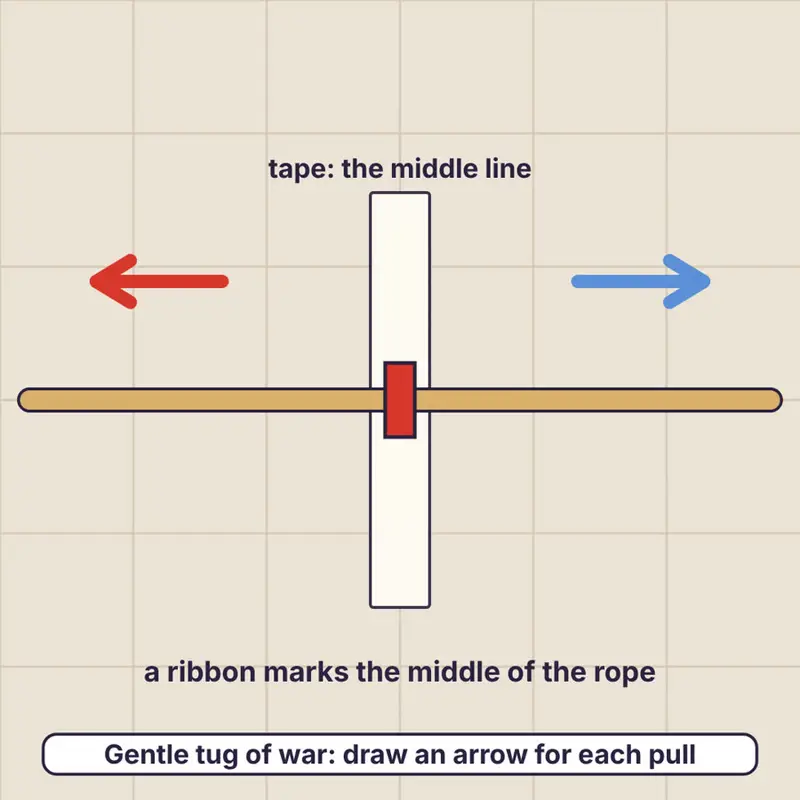 tape: the middle line
a ribbon marks the middle of the rope
Gentle tug of war: draw an arrow for each pull